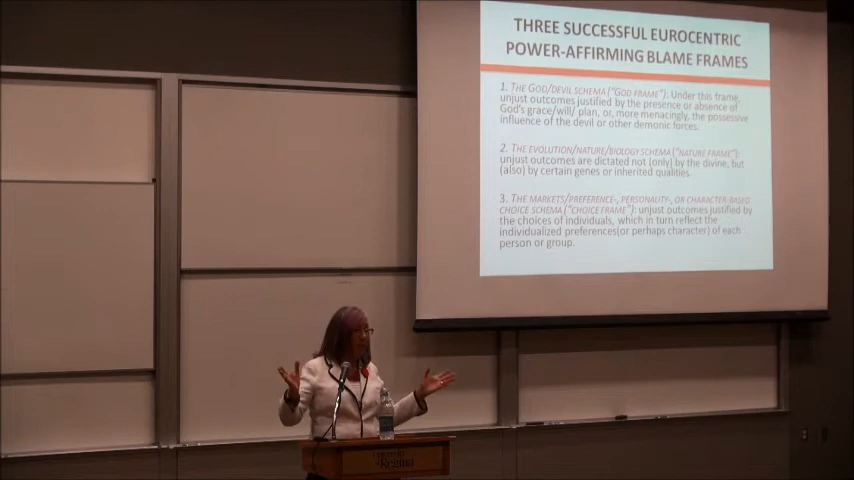 THREE SUCCESSFUL EUROCENTRIC
POWER-AFFIRMING BLAME FRAMES
1. THE GOD/DEVIL SCHEMA ("GOD FRAME"): Under this frame,
unjust outcomes justified by the presence or absence of
God's grace/will/ plan, or, more menacingly, the possessive
influence of the devil or other demonic forces.
2. THE EVOLUTION/NATURE/BIOLOGY SCHEMA ("NATURE FRAME"):
unjust outcomes are dictated not (only) by the divine, but
(also) by certain genes or inherited qualities.
3. THE MARKETS/PREFERENCE-, PERSONALITY-, OR CHARACTER-BASED
CHOICE SCHEMA ("CHOICE FRAME"): unjust outcomes justified by
the choices of individuals, which in turn reflect the
individualized preferences(or perhaps character) of each
person or group.
University
of Regina